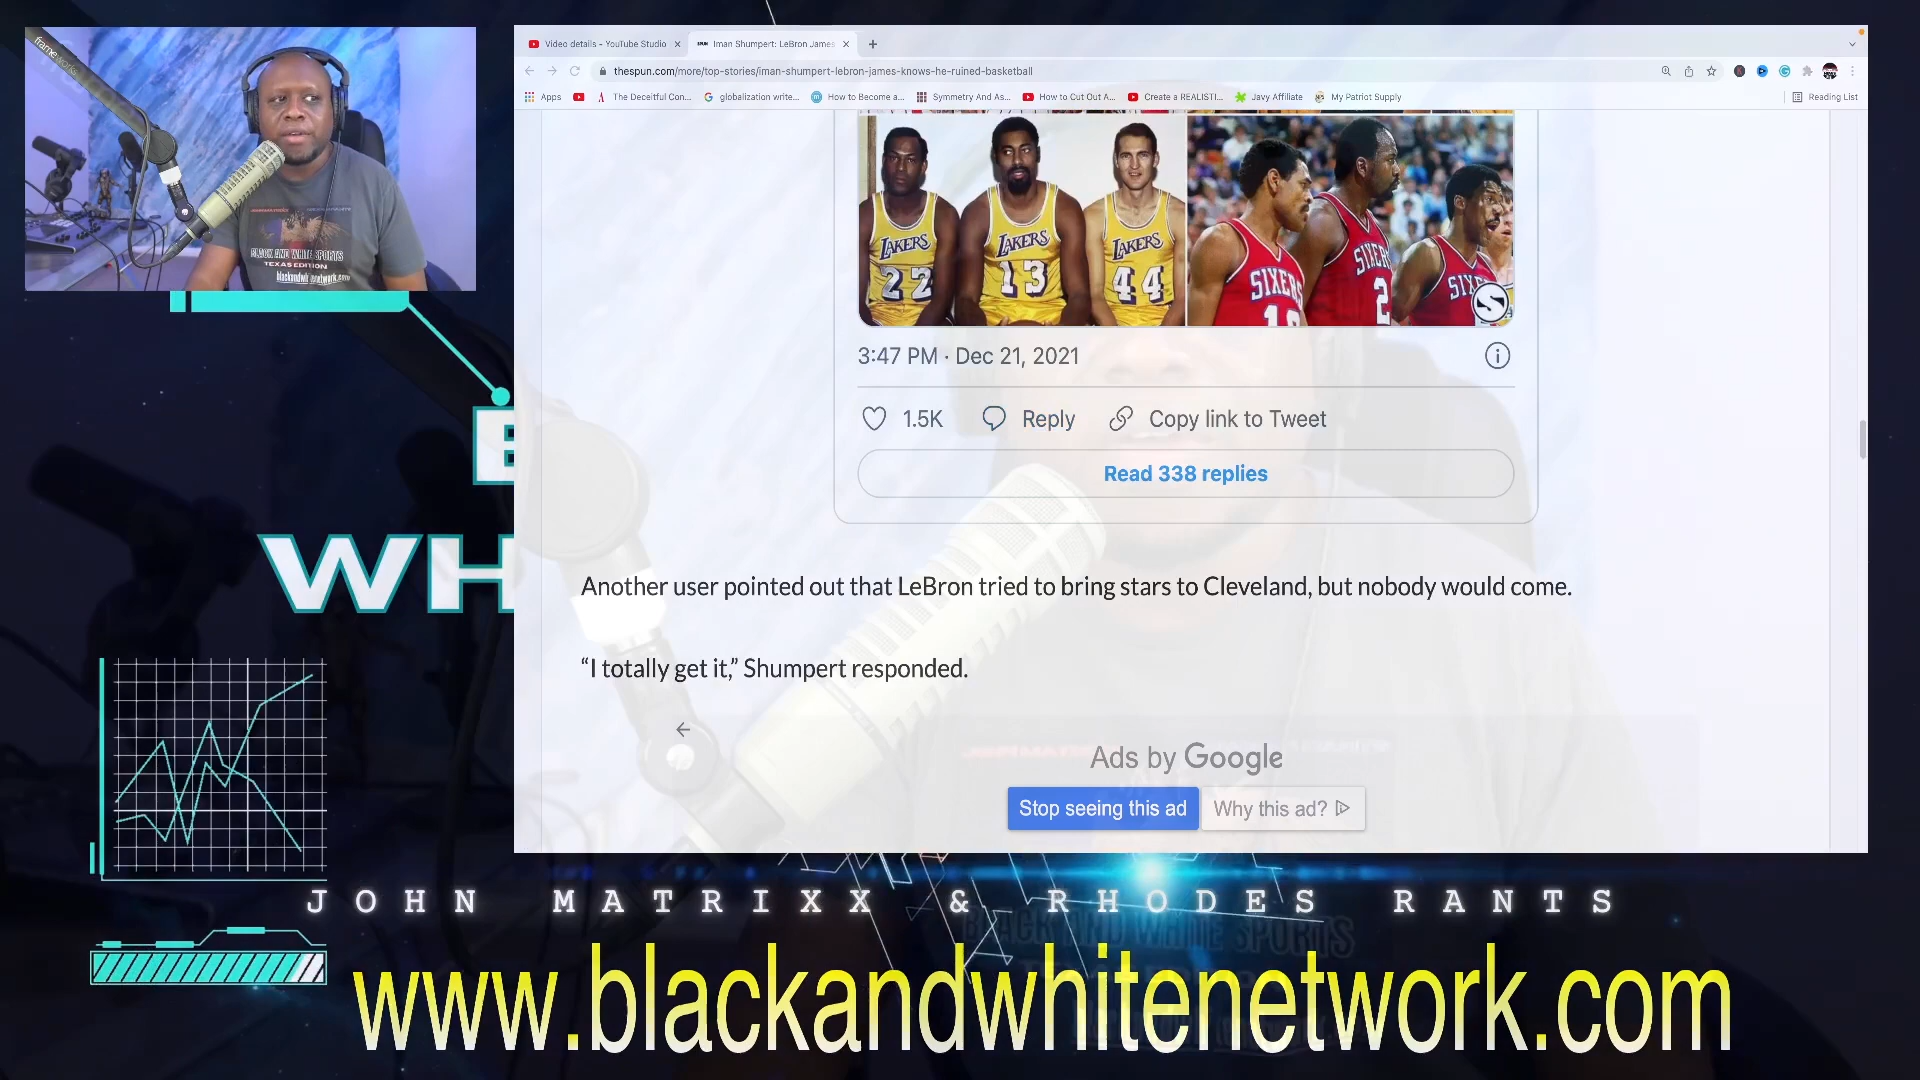 frameworks
BLACK AND WHITE SPORTS
TEXAS EDITION
Video details - YouTube Studio
Iman Shumpert: LeBron James
thespun.com/more/top-stories/iman-shumpert-lebron-james-knows-he-ruined-basketball
Apps
The Deceitful Con...
globalization write...
How to Become a...
Symmetry And As...
How to Cut Out A...
Create a REALISTI...
Javy Affiliate
My Patriot Supply
Reading List
LAKERS
22
LAKERS
13
LAKERS
44
SIXERS
SIXERS
2
3:47 PM · Dec 21, 2021
1.5K
Reply
Copy link to Tweet
Read 338 replies
Another user pointed out that LeBron tried to bring stars to Cleveland, but nobody would come.
“I totally get it,” Shumpert responded.
Ads by Google
Stop seeing this ad
Why this ad?
WH
JOHN MATRIXX & RHODES RANTS
BLACK AND WHITE SPORTS
www.blackandwhitenetwork.com